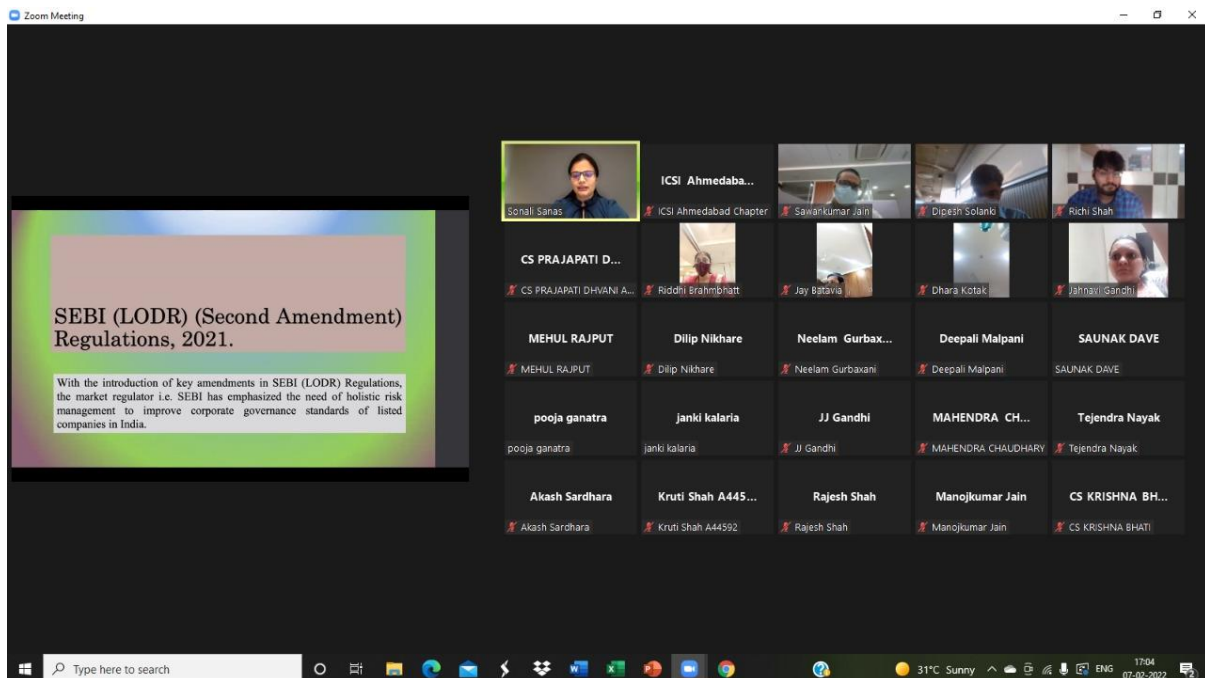 Zoom Meeting
SEBI (LODR) (Second Amendment)
Regulations, 2021.
With the introduction of key amendments in SEBI (LODR) Regulations,
the market regulator i.e. SEBI has emphasized the need of holistic risk
management to improve corporate governance standards of listed
companies in India.
Sonali Sanas
ICSI Ahmedaba...
ICSI Ahmedabad Chapter
Sawankumar Jain
Dipesh Solanki
Richi Shah
CS PRAJAPATI D...
CS PRAJAPATI DHVANI A...
Riddhi Brahmbhatt
Jay Batavia
Dhara Kotak
Jahnavi Gandhi
MEHUL RAJPUT
MEHUL RAJPUT
Dilip Nikhare
Dilip Nikhare
Neelam Gurbax...
Neelam Gurbaxani
Deepali Malpani
Deepali Malpani
SAUNAK DAVE
SAUNAK DAVE
pooja ganatra
pooja ganatra
janki kalaria
janki kalaria
JJ Gandhi
JJ Gandhi
MAHENDRA CH...
MAHENDRA CHAUDHARY
Tejendra Nayak
Tejendra Nayak
Akash Sardhara
Akash Sardhara
Kruti Shah A445...
Kruti Shah A44592
Rajesh Shah
Rajesh Shah
Manojkumar Jain
Manojkumar Jain
CS KRISHNA BH...
CS KRISHNA BHATI
Type here to search
31°C Sunny
ENG
17:04
07-02-2022
2